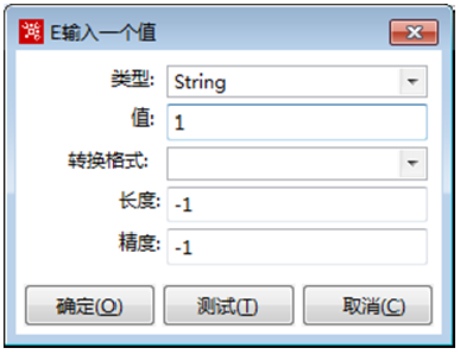 E输入一个值
类型: String
值: 1
转换格式:
长度: -1
精度: -1
确定(O) 测试(T) 取消(C)